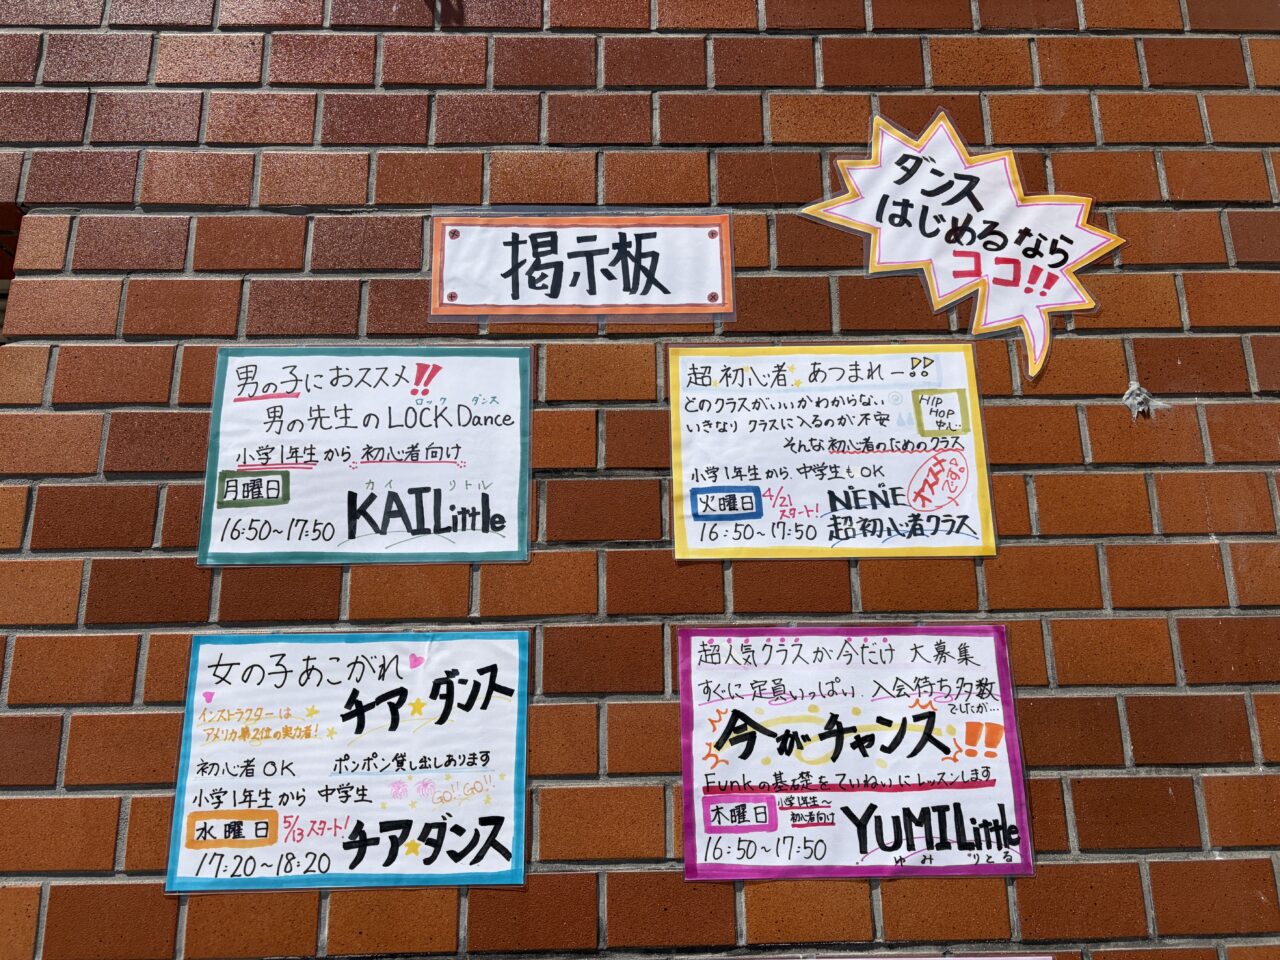 掲示板
ダンス
はじめるなら
ココ!!
男の子におススメ!!
男の先生のLOCK Dance
ロック ダンス
小学1年生から 初心者向け
月曜日
16:50～17:50
カイ リトル
KAI Little
超初心者 あつまれー!!
どのクラスがいいかわからない
いきなり クラスに入るのが不安
HIP
HOP
中心
そんな初心者のためのクラス
小学1年生から 中学生もOK
オススメ
です。
火曜日
4/21
スタート!
NENE
16:50～17:50
超初心者クラス
女の子あこがれ
チア★ダンス
インストラクターは
アメリカ第2位の実力者!
初心者OK ポンポン貸し出しあります
小学1年生から 中学生
GO!!GO!!
水曜日
5/13スタート!
チア★ダンス
17:20～18:20
超人気クラスが今だけ 大募集
すぐに定員いっぱい、入会待ち多数
でしたが...
今がチャンス!!
Funkの基礎をていねいにレッスンします
木曜日
小学1年生～
初心者向け
YUMI Little
ゆみ りとる
16:50～17:50